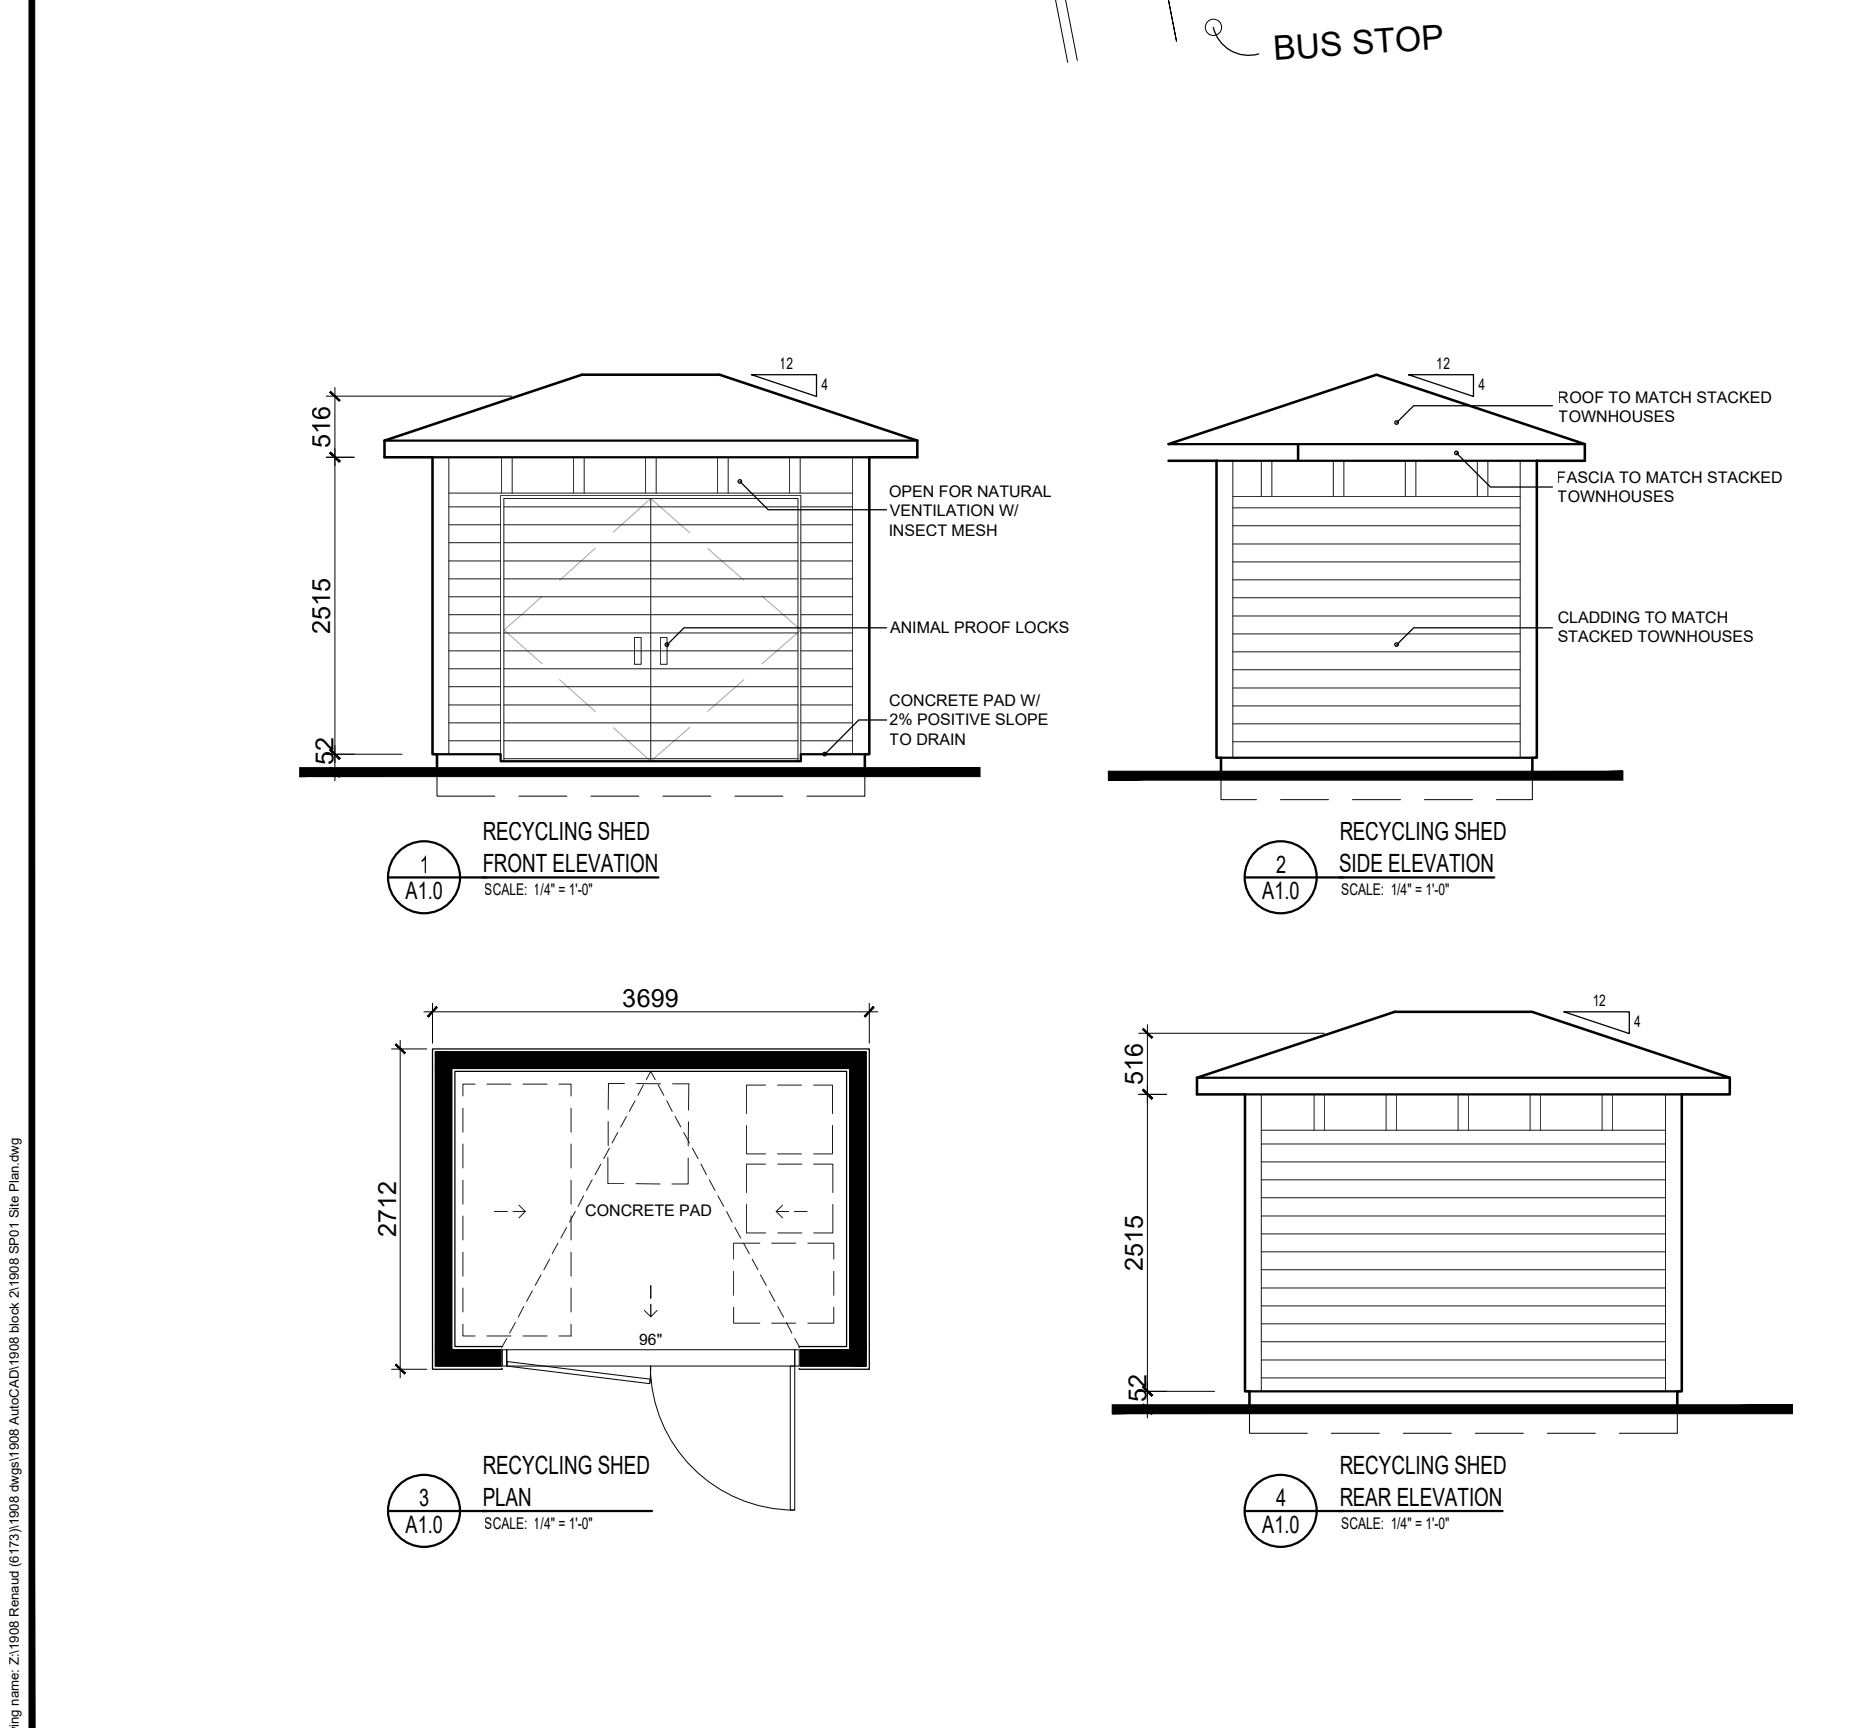 BUS STOP
12
4
516
2515
52
OPEN FOR NATURAL
VENTILATION W/
INSECT MESH
ANIMAL PROOF LOCKS
CONCRETE PAD W/
2% POSITIVE SLOPE
TO DRAIN
RECYCLING SHED
1
FRONT ELEVATION
A1.0
SCALE: 1/4" = 1'-0"
12
4
ROOF TO MATCH STACKED
TOWNHOUSES
FASCIA TO MATCH STACKED
TOWNHOUSES
CLADDING TO MATCH
STACKED TOWNHOUSES
RECYCLING SHED
2
SIDE ELEVATION
A1.0
SCALE: 1/4" = 1'-0"
3699
2712
CONCRETE PAD
96"
RECYCLING SHED
3
PLAN
A1.0
SCALE: 1/4" = 1'-0"
12
4
516
2515
52
RECYCLING SHED
4
REAR ELEVATION
A1.0
SCALE: 1/4" = 1'-0"
name: Z:\1908 Renaud (6173)\1908 dwgs\1908 AutoCAD\1908 block 2\1908 SP01 Site Plan.dwg